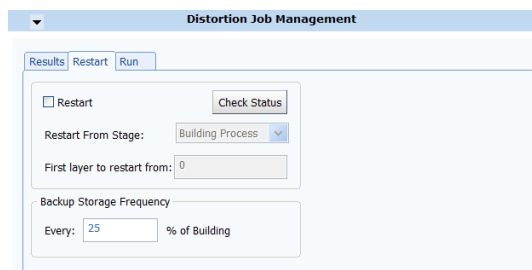 Distortion Job Management
Results Restart Run
Restart Check Status
Restart From Stage: Building Process
First layer to restart from: 0
Backup Storage Frequency
Every: 25 % of Building